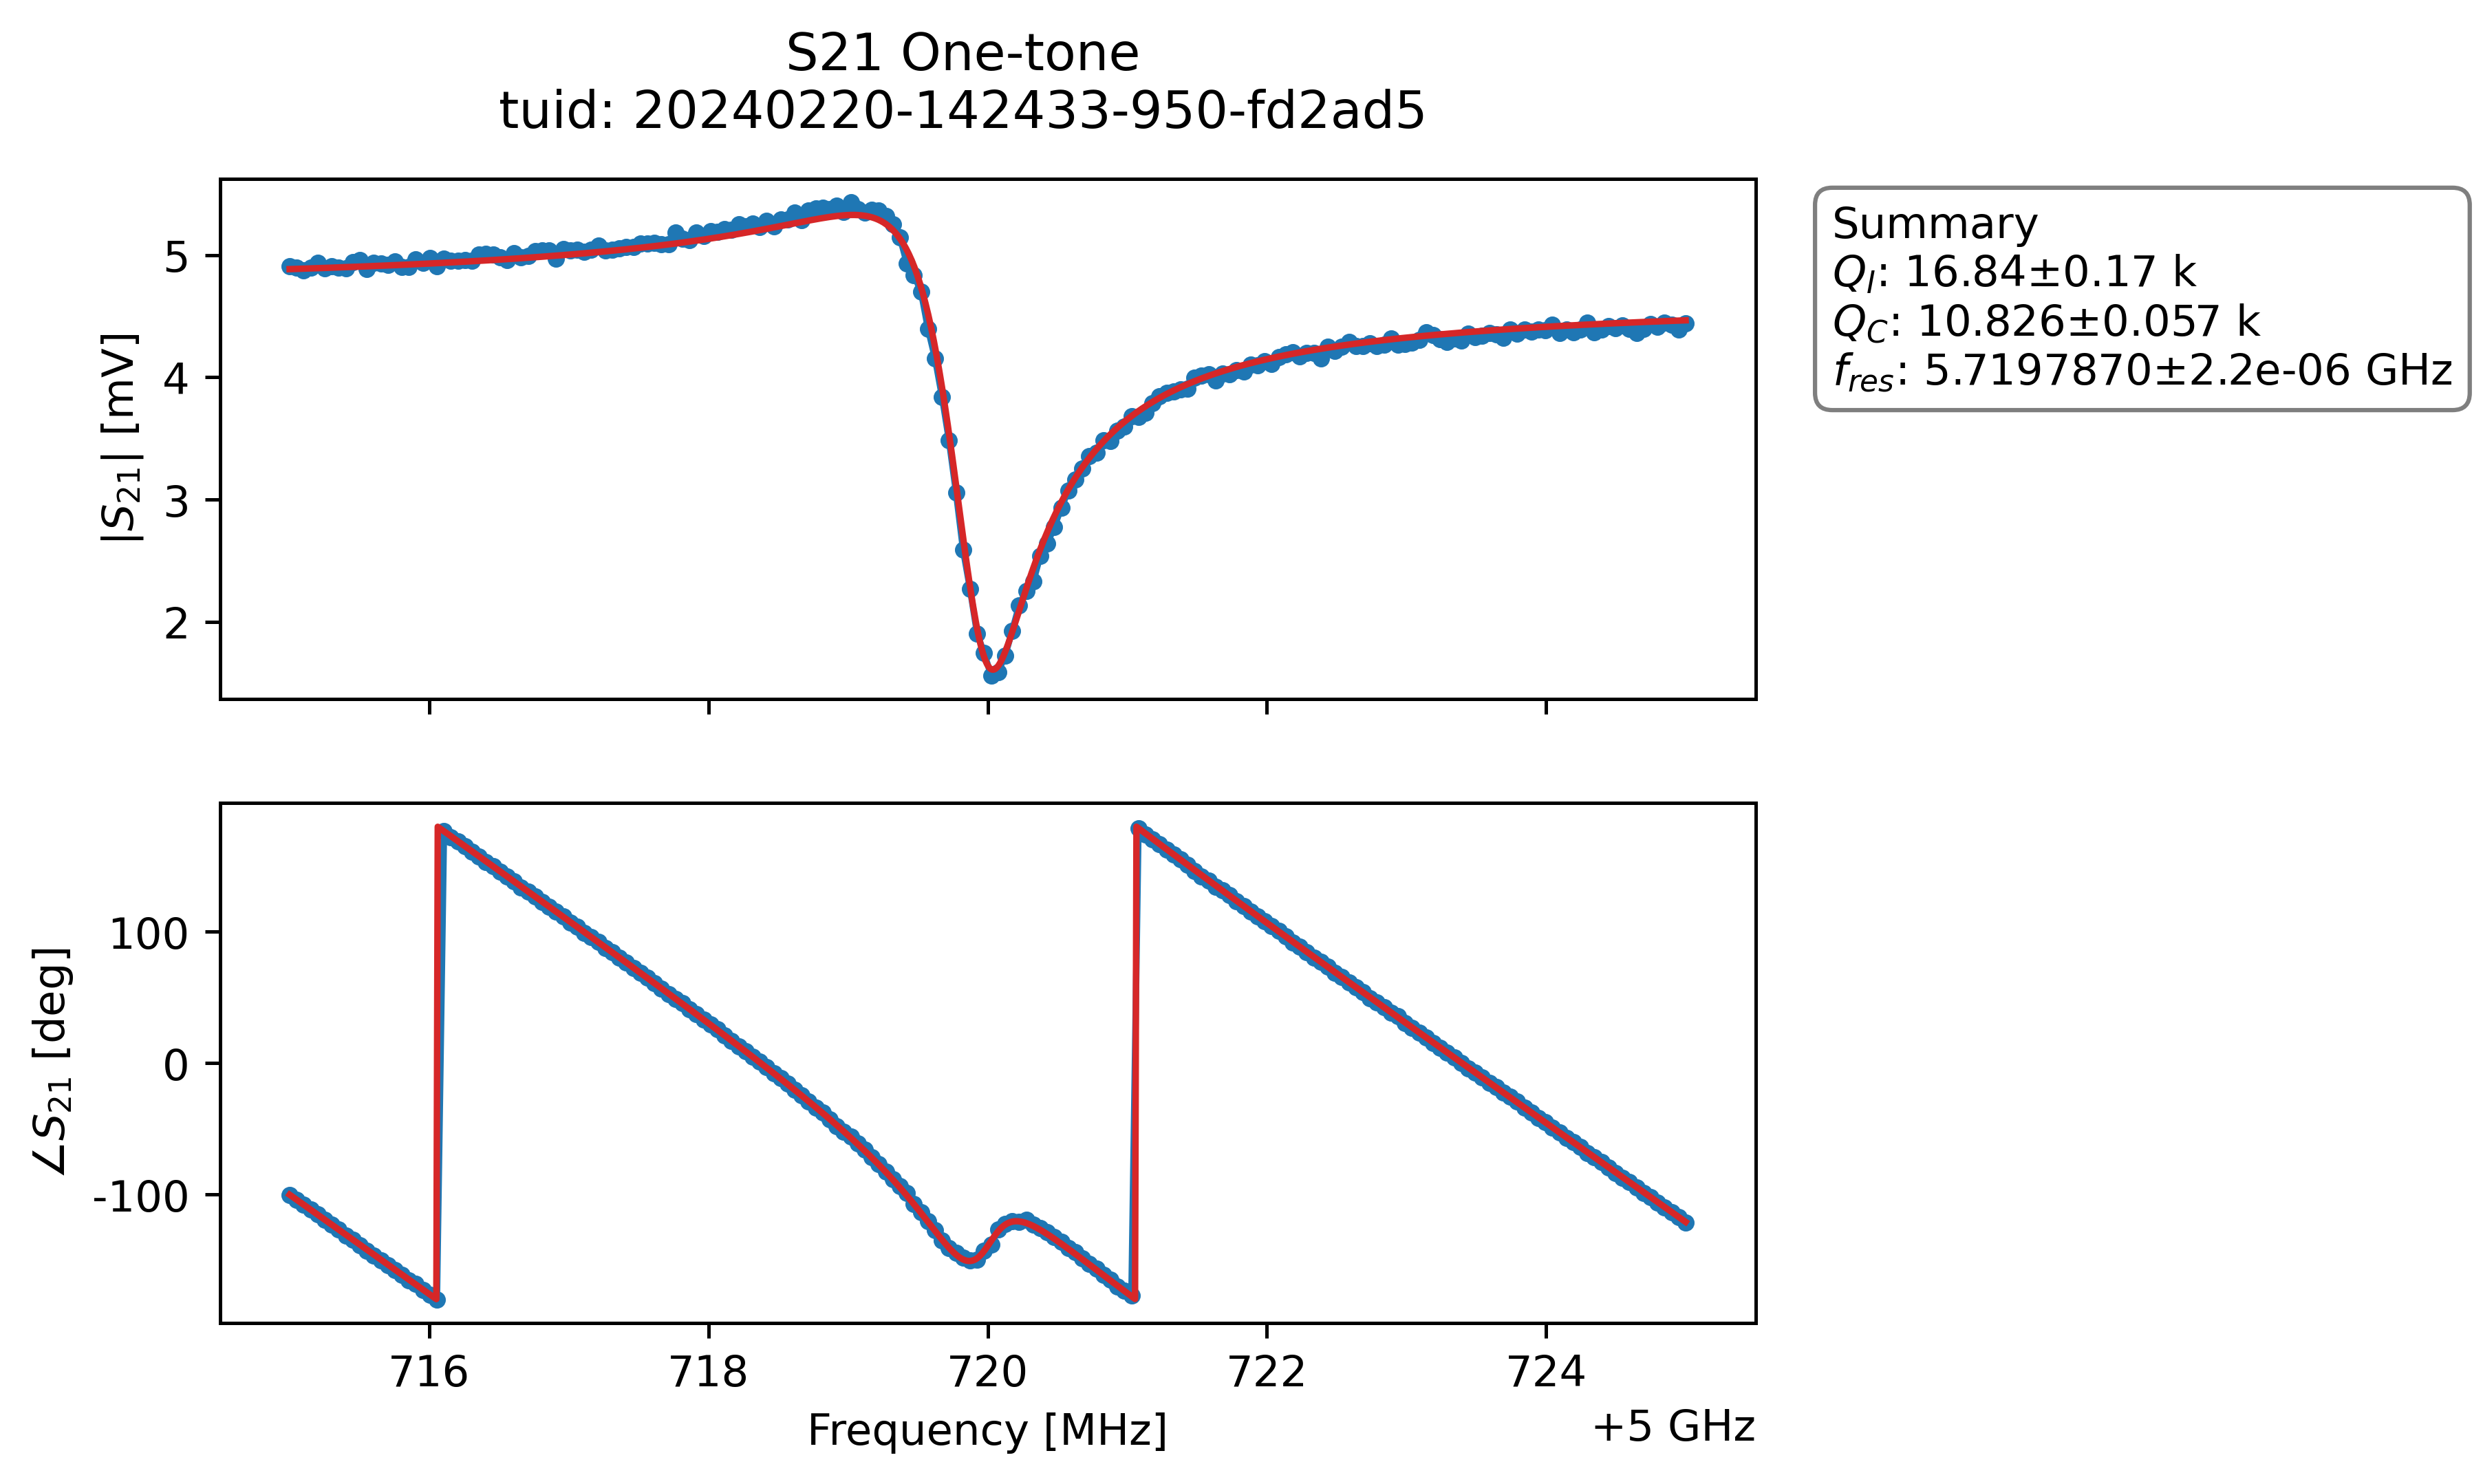 S21 One-tone
tuid: 20240220-142433-950-fd2ad5
5
4
3
2
|S21| [mV]
Summary
QI: 16.84±0.17 k
QC: 10.826±0.057 k
fres: 5.7197870±2.2e-06 GHz
100
0
-100
∠S21 [deg]
716 718 720 722 724
Frequency [MHz]
+5 GHz